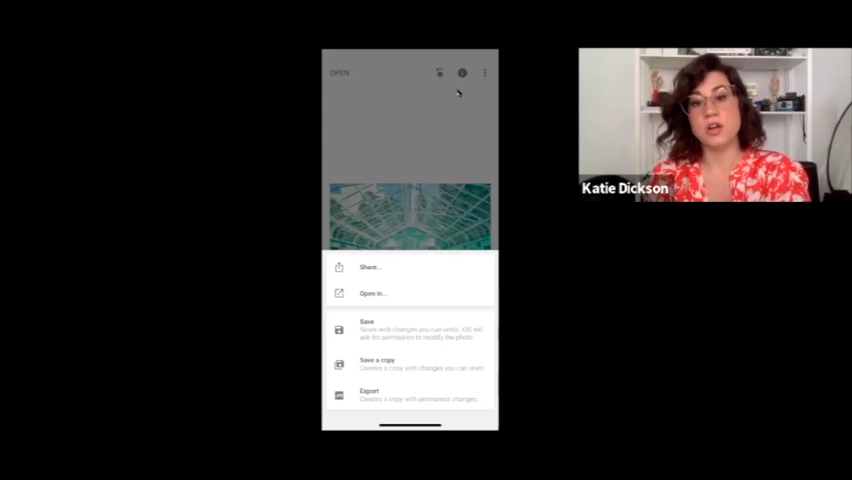 OPEN
Share...
Open in...
Save
Saves with changes you can undo. iOS will
ask for permission to modify the photo.
Save a copy
Creates a copy with changes you can undo
Export
Creates a copy with permanent changes.
Katie Dickson